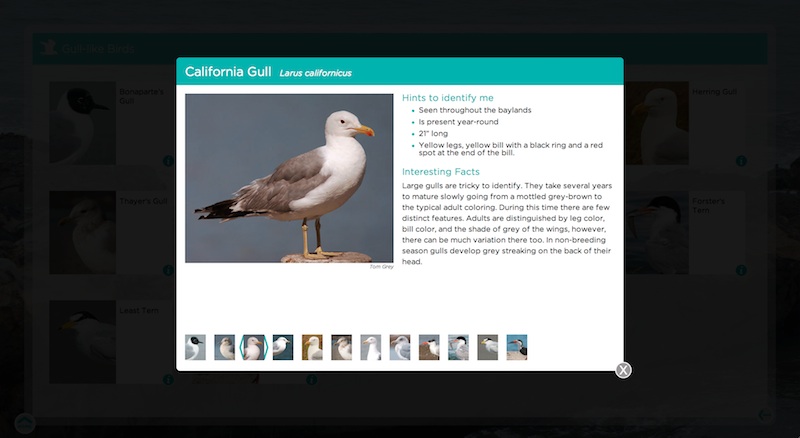 Gull-like Birds
California Gull Larus californicus
Bonaparte's
Gull
Herring Gull
Thayer's Gull
Forster's
Tern
Least Tern
Hints to identify me
Seen throughout the baylands
Is present year-round
21" long
Yellow legs, yellow bill with a black ring and a red
spot at the end of the bill.
Interesting Facts
Large gulls are tricky to identify. They take several years
to mature slowly going from a mottled grey-brown to
the typical adult coloring. During this time there are few
distinct features. Adults are distinguished by leg color,
bill color, and the shade of grey of the wings, however,
there can be much variation there too. In non-breeding
season gulls develop grey streaking on the back of their
head.
Tom Grey
X